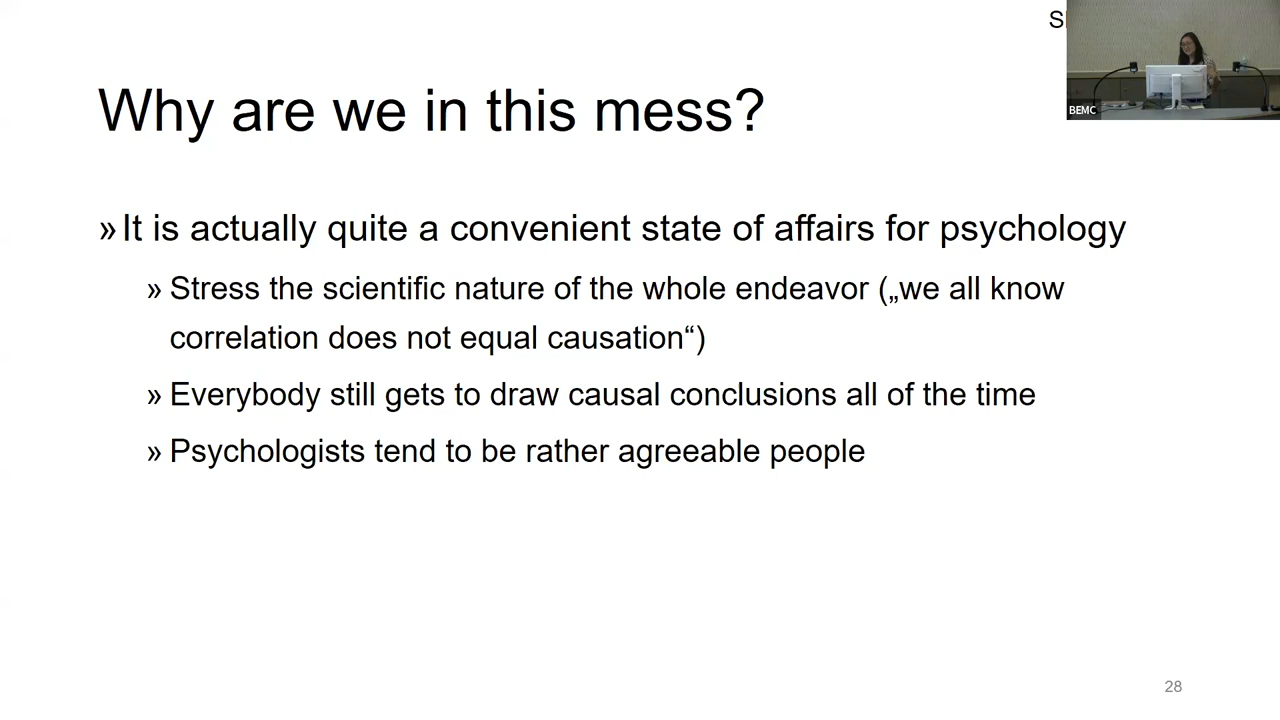 Why are we in this mess?
» It is actually quite a convenient state of affairs for psychology
» Stress the scientific nature of the whole endeavor („we all know
correlation does not equal causation“)
» Everybody still gets to draw causal conclusions all of the time
» Psychologists tend to be rather agreeable people
BEMC
28